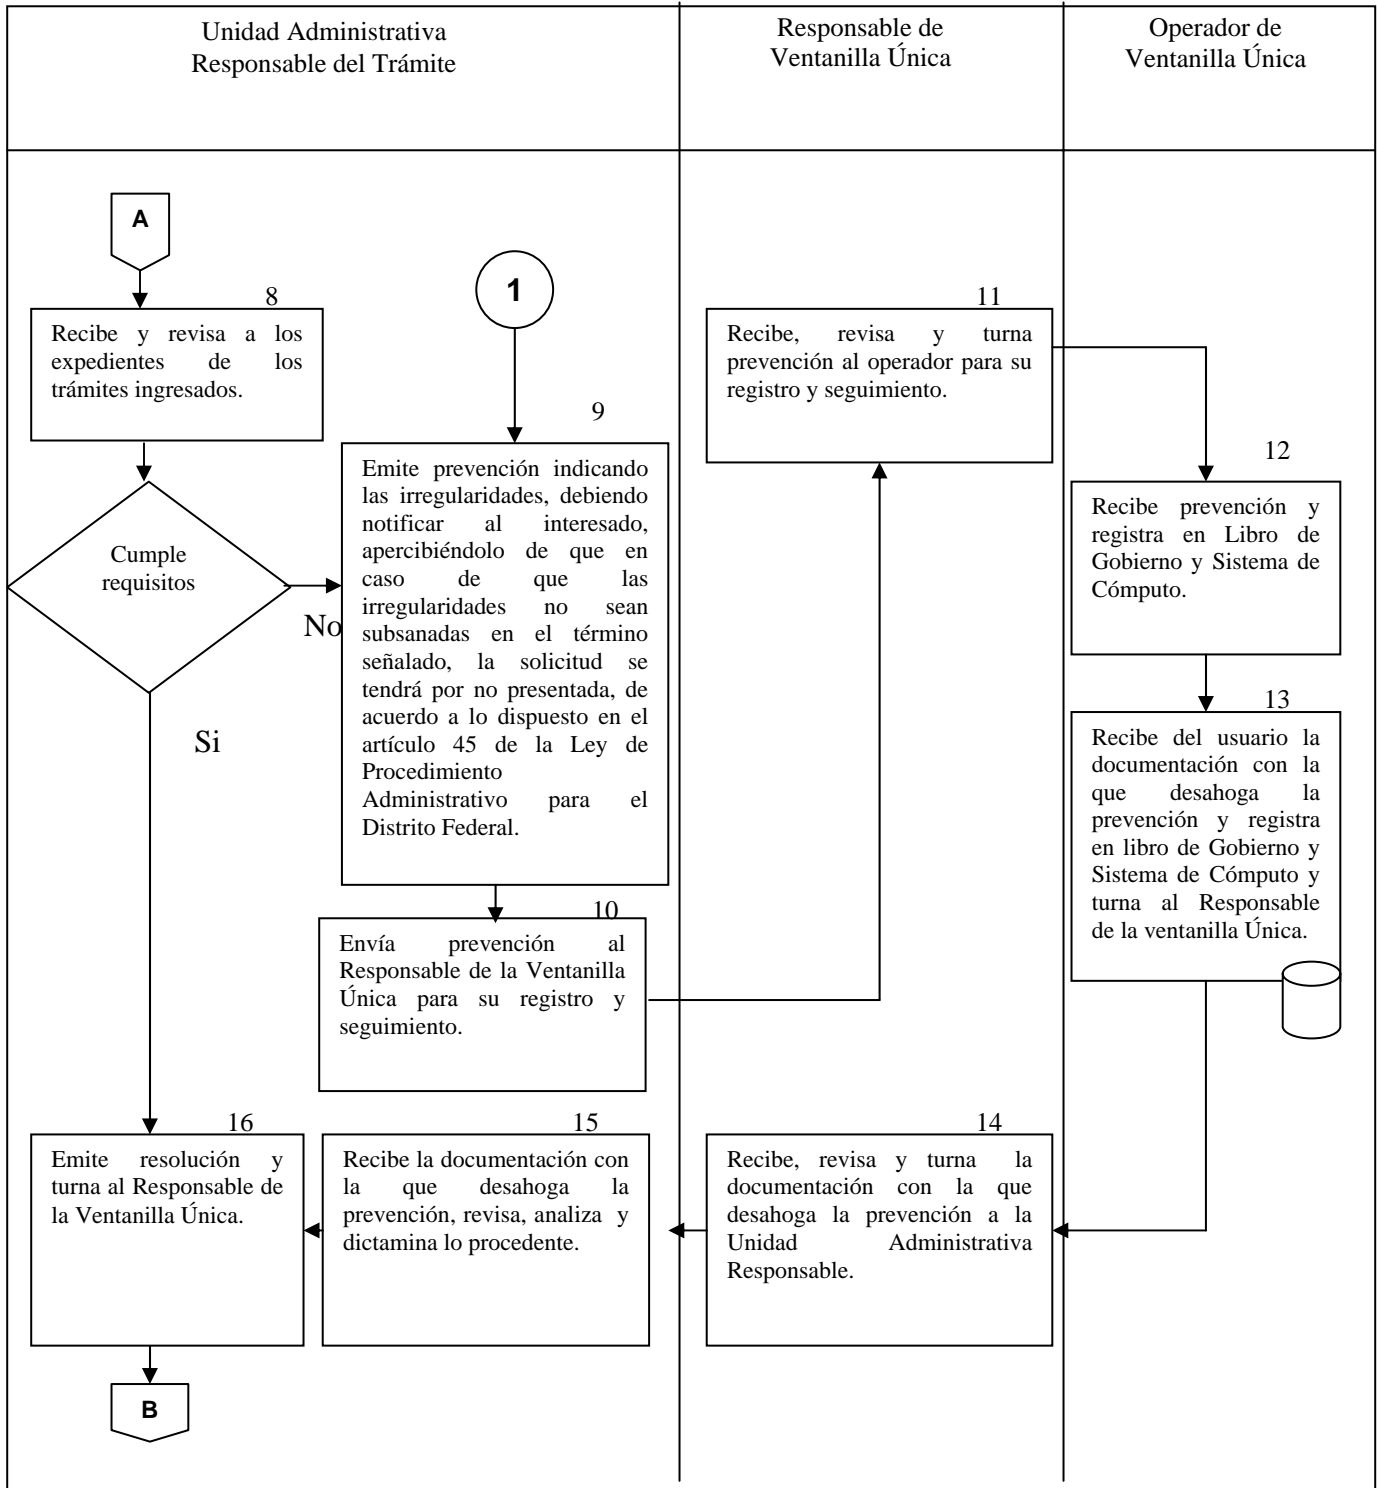 Unidad Administrativa
Responsable del Trámite
Responsable de
Ventanilla Única
Operador de
Ventanilla Única
A
8
Recibe y revisa a los
expedientes de los
trámites ingresados.
Cumple
requisitos
No
Si
1
9
Emite prevención indicando
las irregularidades, debiendo
notificar al interesado,
apercibiéndolo de que en
caso de que las
irregularidades no sean
subsanadas en el término
señalado, la solicitud se
tendrá por no presentada, de
acuerdo a lo dispuesto en el
artículo 45 de la Ley de
Procedimiento
Administrativo para el
Distrito Federal.
10
Envía prevención al
Responsable de la Ventanilla
Única para su registro y
seguimiento.
11
Recibe, revisa y turna
prevención al operador para su
registro y seguimiento.
12
Recibe prevención y
registra en Libro de
Gobierno y Sistema de
Cómputo.
13
Recibe del usuario la
documentación con la
que desahoga la
prevención y registra
en libro de Gobierno y
Sistema de Cómputo y
turna al Responsable
de la ventanilla Única.
14
Recibe, revisa y turna la
documentación con la que
desahoga la prevención a la
Unidad Administrativa
Responsable.
15
Recibe la documentación con
la que desahoga la
prevención, revisa, analiza y
dictamina lo procedente.
16
Emite resolución y
turna al Responsable de
la Ventanilla Única.
B